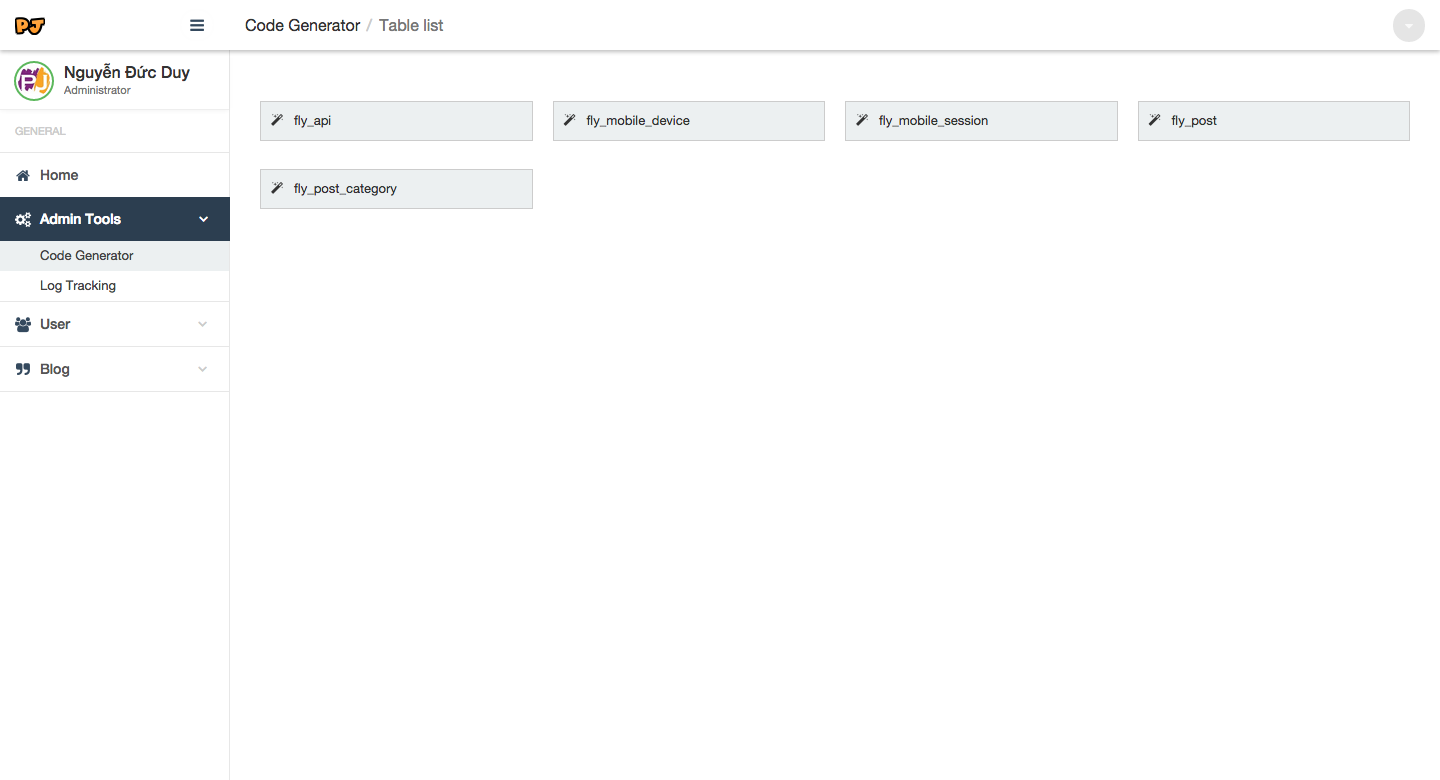 PJ
Code Generator / Table list
PJ
Nguyễn Đức Duy
Administrator
GENERAL
Home
Admin Tools
Code Generator
Log Tracking
User
Blog
fly_api
fly_mobile_device
fly_mobile_session
fly_post
fly_post_category